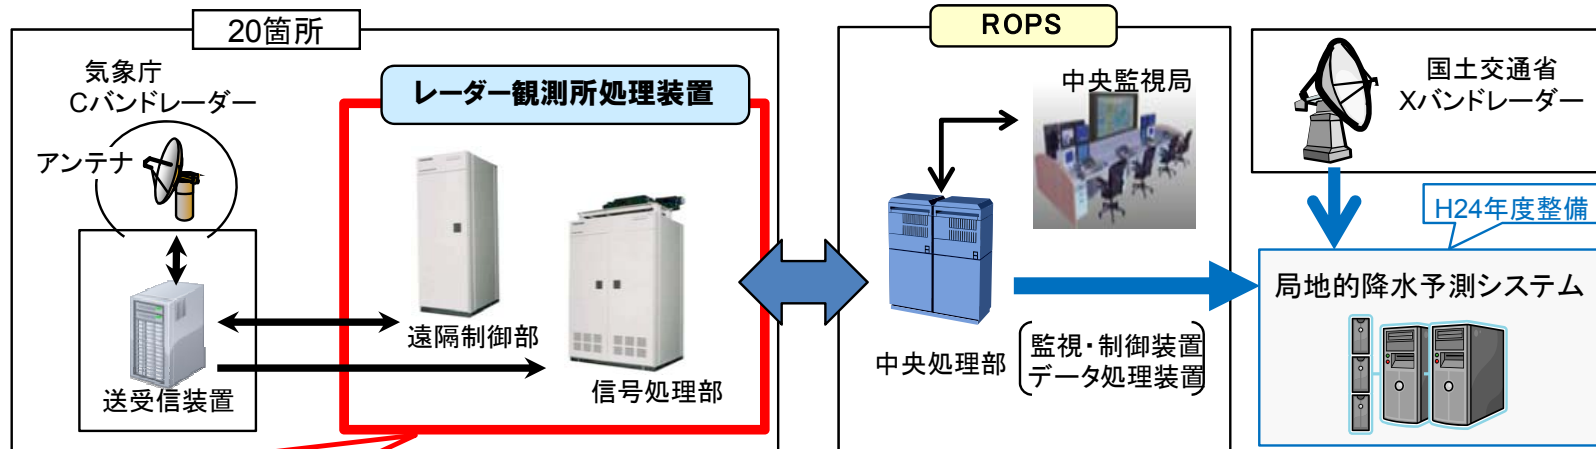 20箇所
気象庁
Cバンドレーダー
アンテナ
送受信装置
レーダー観測所処理装置
遠隔制御部
信号処理部
ROPS
中央監視局
中央処理部
監視・制御装置
データ処理装置
国土交通省
Xバンドレーダー
H24年度整備
局地的降水予測システム